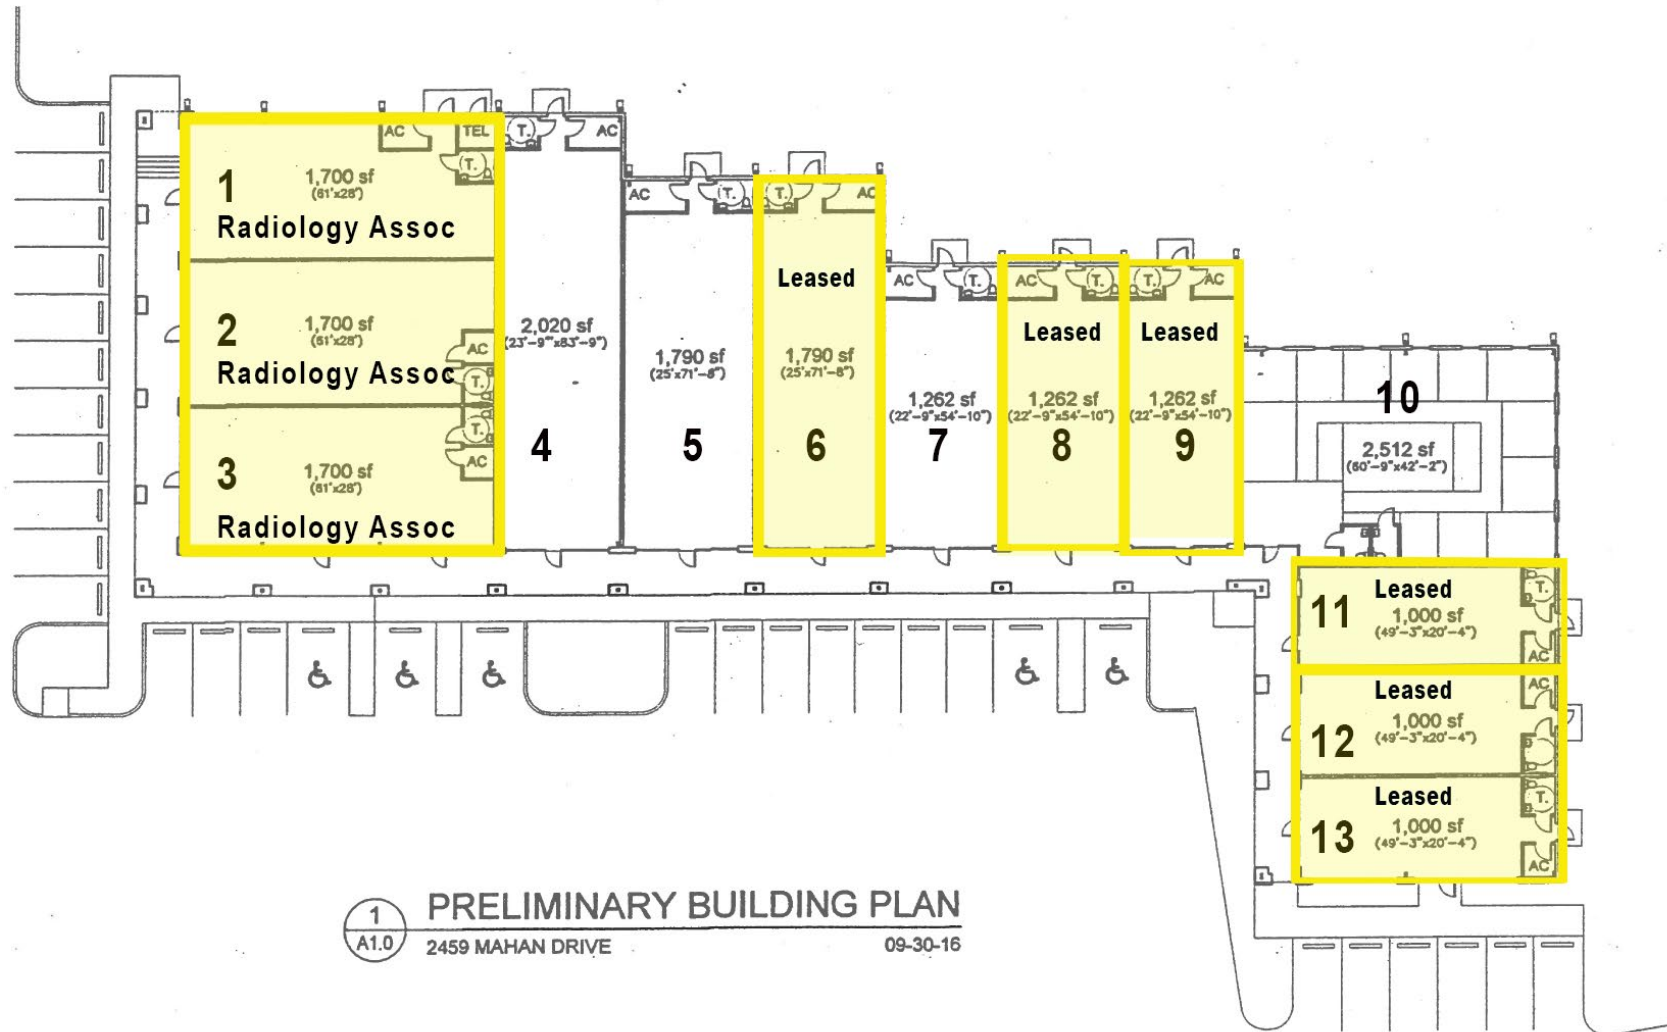 AC
TEL
T.
AC
T.
1
1,700 sf
(61'x28')
Radiology Assoc
2
1,700 sf
(61'x28')
AC
Radiology Assoc
T.
T.
3
1,700 sf
(61'x28')
AC
Radiology Assoc
2,020 sf
(23'-9"x83'-9")
4
AC
T.
1,790 sf
(25'x71'-8")
5
T.
AC
Leased
1,790 sf
(25'x71'-8")
6
AC
T.
1,262 sf
(22'-9"x54'-10")
7
AC
T.
Leased
1,262 sf
(22'-9"x54'-10")
8
T.
AC
Leased
1,262 sf
(22'-9"x54'-10")
9
10
2,512 sf
(60'-9"x42'-2")
Leased
T.
11
1,000 sf
(49'-3"x20'-4")
AC
AC
Leased
12
1,000 sf
(49'-3"x20'-4")
Leased
T.
13
1,000 sf
(49'-3"x20'-4")
AC
1
A1.0
PRELIMINARY BUILDING PLAN
2459 MAHAN DRIVE
09-30-16